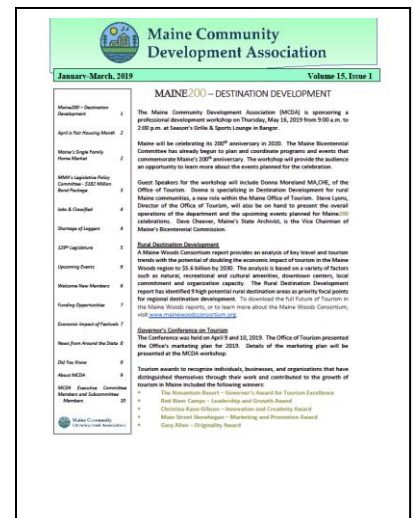 Maine Community
Development Association
January-March, 2019
Volume 15, Issue 1
Maine200 – Destination
Development 1
April is Fair Housing Month 2
Maine's Single Family
Home Market 2
MMA's Legislative Policy
Committee - $182 Million
Bond Package 3
Jobs & Classified 4
Shortage of Loggers 4
129th Legislature 5
Upcoming Events
Welcome New Members 6
Funding Opportunities 7
Economic Impact of Festivals 7
News from Around the State 8
Did You Know 8
About MCDA
MCDA Executive Committee
Members and Subcommittee
Members 10
Maine Community
Development Association
MAINE200 – DESTINATION DEVELOPMENT
The Maine Community Development Association (MCDA) is sponsoring a
professional development workshop on Thursday, May 16, 2019 from 9:00 a.m. to
2:00 p.m. at Season's Grille & Sports Lounge in Bangor.
Maine will be celebrating its 200th anniversary in 2020. The Maine Bicentennial
Committee has already begun to plan and coordinate programs and events that
commemorate Maine's 200th anniversary. The workshop will provide the audience
an opportunity to learn more about the events planned for the celebration.
Guest Speakers for the workshop will include Donna Moreland MA,CHE, of the
Office of Tourism. Donna is specializing in Destination Development for rural
Maine communities, a new role within the Maine Office of Tourism. Steve Lyons,
Director of the Office of Tourism, will also be on hand to present the overall
operations of the department and the upcoming events planned for Maine200
celebrations. Dave Cheever, Maine State Archivist, is the Vice Chairman of
Maine's Bicentennial Commission.
Rural Destination Development
A Maine Woods Consortium report provides an analysis of key travel and tourism
trends with the potential of doubling the economic impact of tourism in the Maine
Woods region to $5.6 billion by 2030. The analysis is based on a variety of factors
such as natural, recreational and cultural amenities, downtown centers, local
commitment and organization capacity. The Rural Destination Development
report has identified 9 high potential rural destination areas as priority focal points
for regional destination development. To download the full Future of Tourism in
the Maine Woods reports, or to learn more about the Maine Woods Consortium,
visit www.mainewoodsconsortium.org.
Governor's Conference on Tourism
The Conference was held on April 9 and 10, 2019. The Office of Tourism presented
the Office's marketing plan for 2019. Details of the marketing plan will be
presented at the MCDA workshop.
Tourism awards to recognize individuals, businesses, and organizations that have
distinguished themselves through their work and contributed to the growth of
tourism in Maine included the following winner:
• The Nonantum Resort – Governor's Award for Tourism Excellence
• Red River Camps – Leadership and Growth Award
• Christina Kane Gibson – Innovation and Creativity Award
• Main Street Skowhegan – Marketing and Promotion Award
• Gary Allen – Originality Award